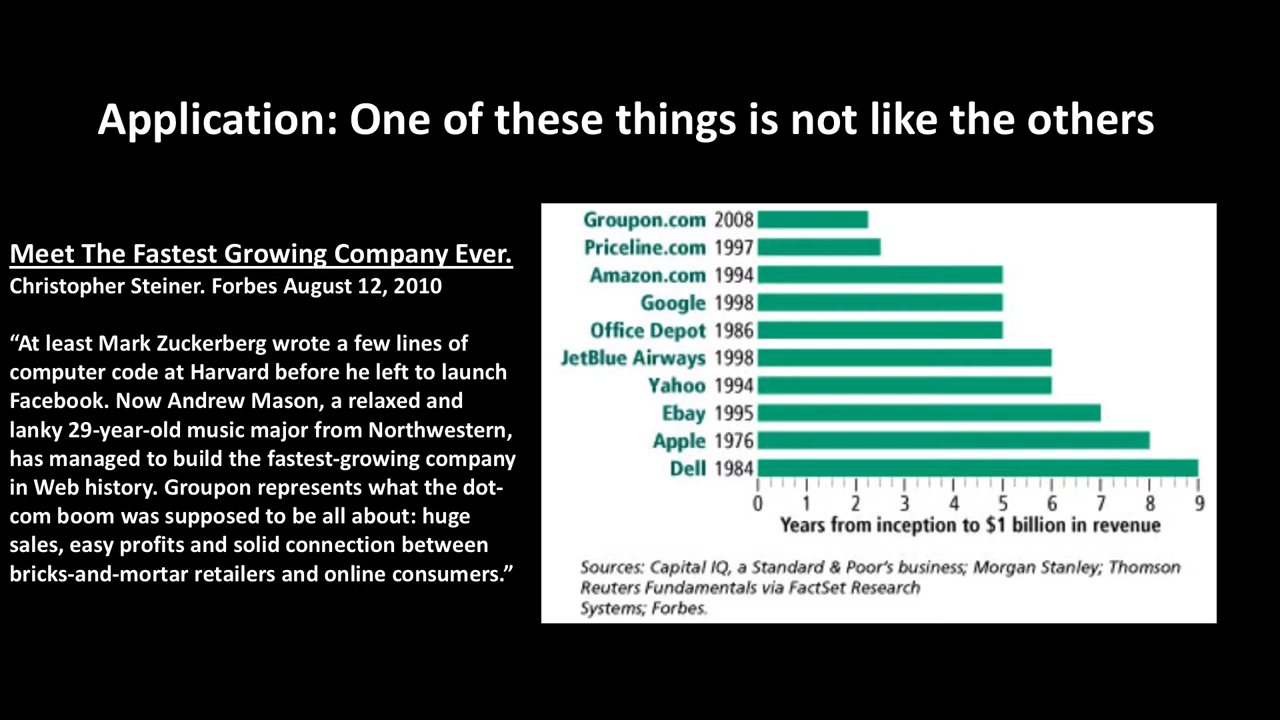 Application: One of these things is not like the others
Meet The Fastest Growing Company Ever.
Christopher Steiner. Forbes August 12, 2010
“At least Mark Zuckerberg wrote a few lines of
computer code at Harvard before he left to launch
Facebook. Now Andrew Mason, a relaxed and
lanky 29-year-old music major from Northwestern,
has managed to build the fastest-growing company
in Web history. Groupon represents what the dot-
com boom was supposed to be all about: huge
sales, easy profits and solid connection between
bricks-and-mortar retailers and online consumers.”
Groupon.com 2008
Priceline.com 1997
Amazon.com 1994
Google 1998
Office Depot 1986
JetBlue Airways 1998
Yahoo 1994
Ebay 1995
Apple 1976
Dell 1984
0 1 2 3 4 5 6 7 8 9
Years from inception to $1 billion in revenue
Sources: Capital IQ, a Standard & Poor's business; Morgan Stanley; Thomson
Reuters Fundamentals via FactSet Research
Systems; Forbes.